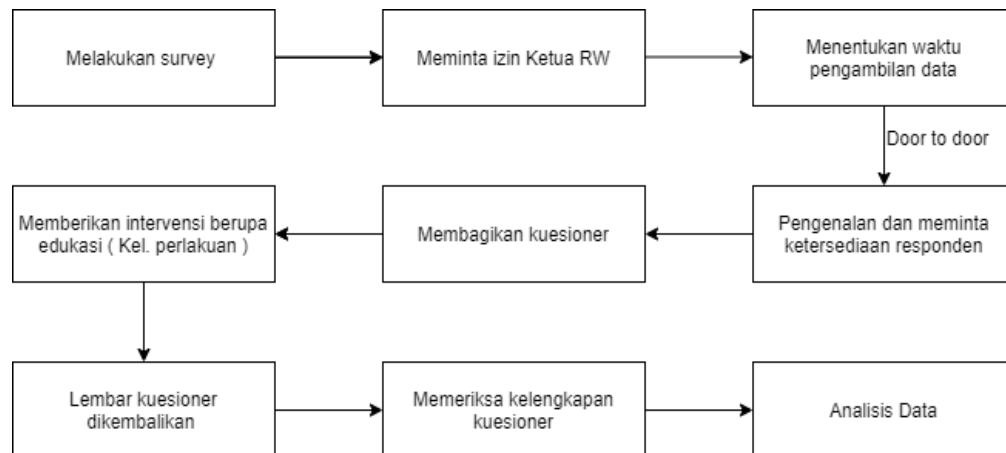 Melakukan survey
Meminta izin Ketua RW
Menentukan waktu
pengambilan data
Door to door
Pengenalan dan meminta
ketersediaan responden
Membagikan kuesioner
Memberikan intervensi berupa
edukasi ( Kel. perlakuan )
Lembar kuesioner
dikembalikan
Memeriksa kelengkapan
kuesioner
Analisis Data